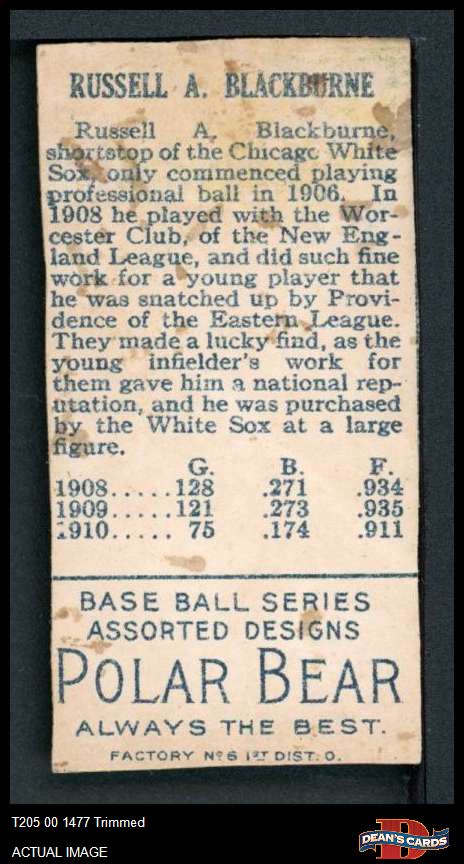 RUSSELL A. BLACKBURNE
Russell A. Blackburne,
shortstop of the Chicago White
Sox, only commenced playing
professional ball in 1906. In
1908 he played with the Wor-
cester Club, of the New Eng-
land League, and did such fine
work for a young player that
he was snatched up by Provi-
dence of the Eastern League.
They made a lucky find, as the
young infielder's work for
them gave him a national rep-
utation, and he was purchased
by the White Sox at a large
figure.
G. B. F.
1908.....128 .271 .934
1909.....121 .273 .935
1910..... 75 .174 .911
BASE BALL SERIES
ASSORTED DESIGNS
POLAR BEAR
ALWAYS THE BEST.
FACTORY Nº 6 1ST DIST. O.
T205 00 1477 Trimmed
ACTUAL IMAGE
D
DEAN'S CARDS